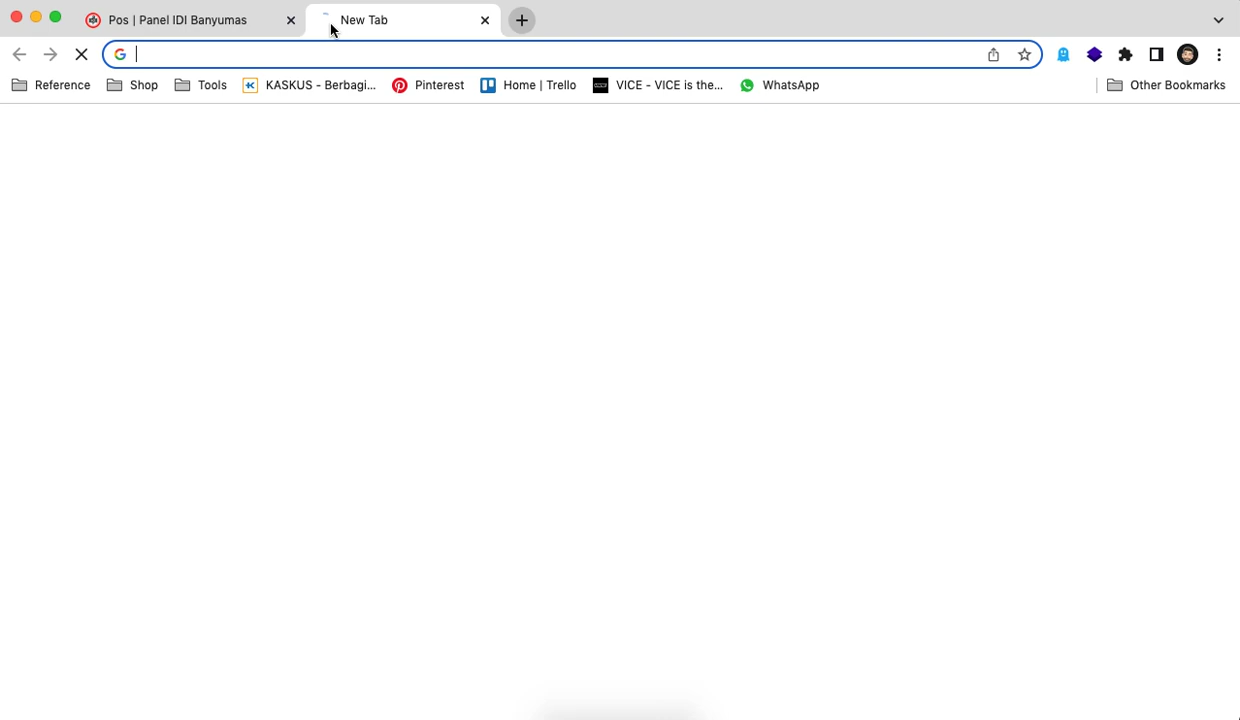 Pos | Panel IDI Banyumas New Tab
Reference Shop Tools KASKUS - Berbagi... Pinterest Home | Trello VICE - VICE is the... WhatsApp Other Bookmarks